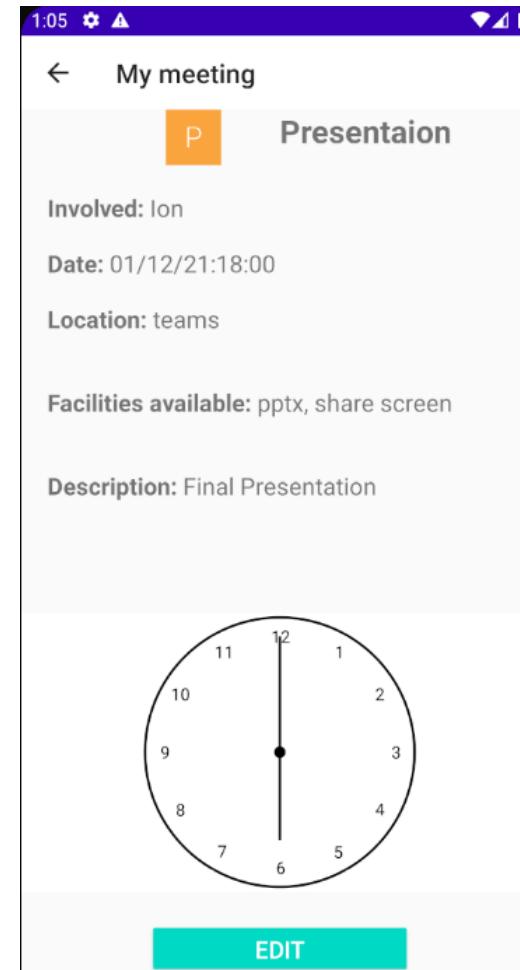 1:05
My meeting
P
Presentaion
Involved: Ion
Date: 01/12/21:18:00
Location: teams
Facilities available: pptx, share screen
Description: Final Presentation
12
11 1
10 2
9 3
8 4
7 5
6
EDIT